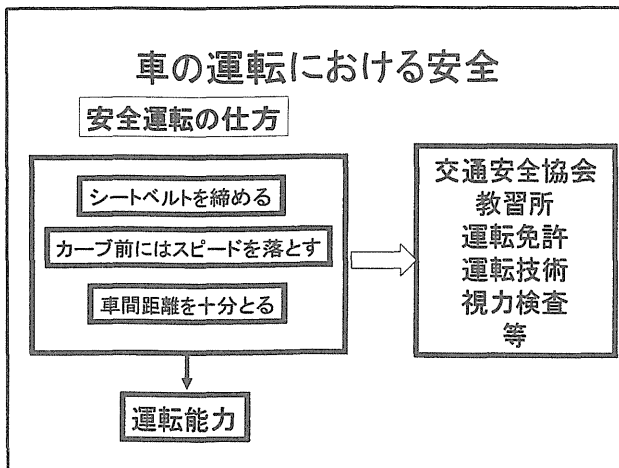 車の運転における安全
安全運転の仕方
シートベルトを締める
カーブ前にはスピードを落とす
車間距離を十分とる
運転能力
交通安全協会
教習所
運転免許
運転技術
視力検査
等